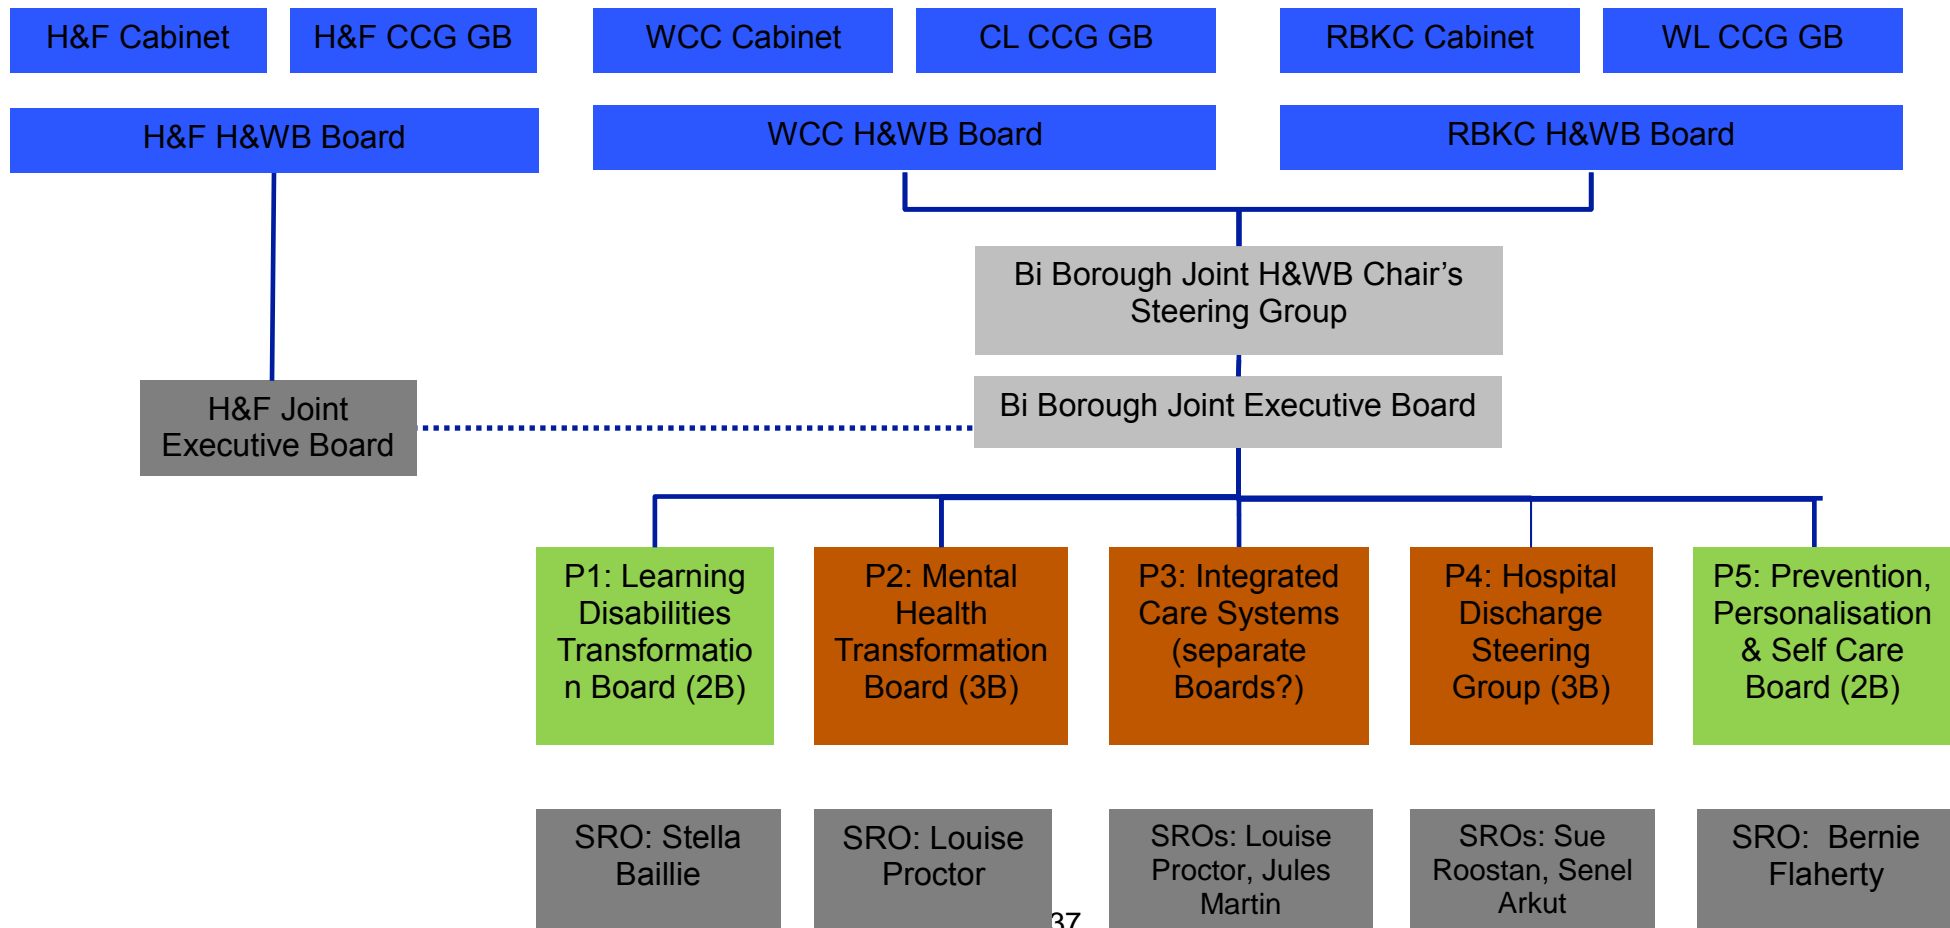 H&F Cabinet
H&F CCG GB
WCC Cabinet
CL CCG GB
RBKC Cabinet
WL CCG GB
H&F H&WB Board
WCC H&WB Board
RBKC H&WB Board
Bi Borough Joint H&WB Chair’s
Steering Group
H&F Joint
Executive Board
Bi Borough Joint Executive Board
P1: Learning
Disabilities
Transformatio
n Board (2B)
P2: Mental
Health
Transformation
Board (3B)
P3: Integrated
Care Systems
(separate
Boards?)
P4: Hospital
Discharge
Steering
Group (3B)
P5: Prevention,
Personalisation
& Self Care
Board (2B)
SRO: Stella
Baillie
SRO: Louise
Proctor
SROs: Louise
Proctor, Jules
Martin
SROs: Sue
Roostan, Senel
Arkut
SRO:  Bernie
Flaherty
37